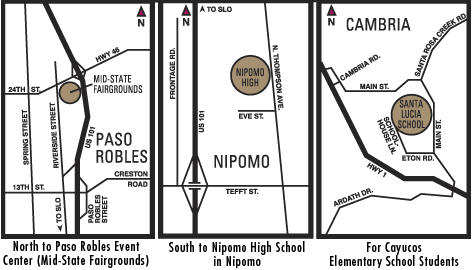 N
HWY 46
24TH ST.
MID-STATE
FAIRGROUNDS
SPRING STREET
RIVERSIDE STREET
US 101
PASO
ROBLES
CRESTON
ROAD
13TH ST.
PASO
ROBLES
STREET
TO SLO
North to Paso Robles Event
Center (Mid-State Fairgrounds)
TO SLO
N
FRONTAGE RD.
NIPOMO
HIGH
N. THOMPSON AVE.
US 101
EVE ST.
NIPOMO
TEFFT ST.
South to Nipomo High School
in Nipomo
N
CAMBRIA
SANTA ROSA CREEK RD
CAMBRIA RD.
MAIN ST.
SANTA
LUCIA
SCHOOL
MAIN ST.
SCHOOL-
HOUSE LN.
ETON RD.
HWY 1
ARDATH DR.
For Cayucos
Elementary School Students